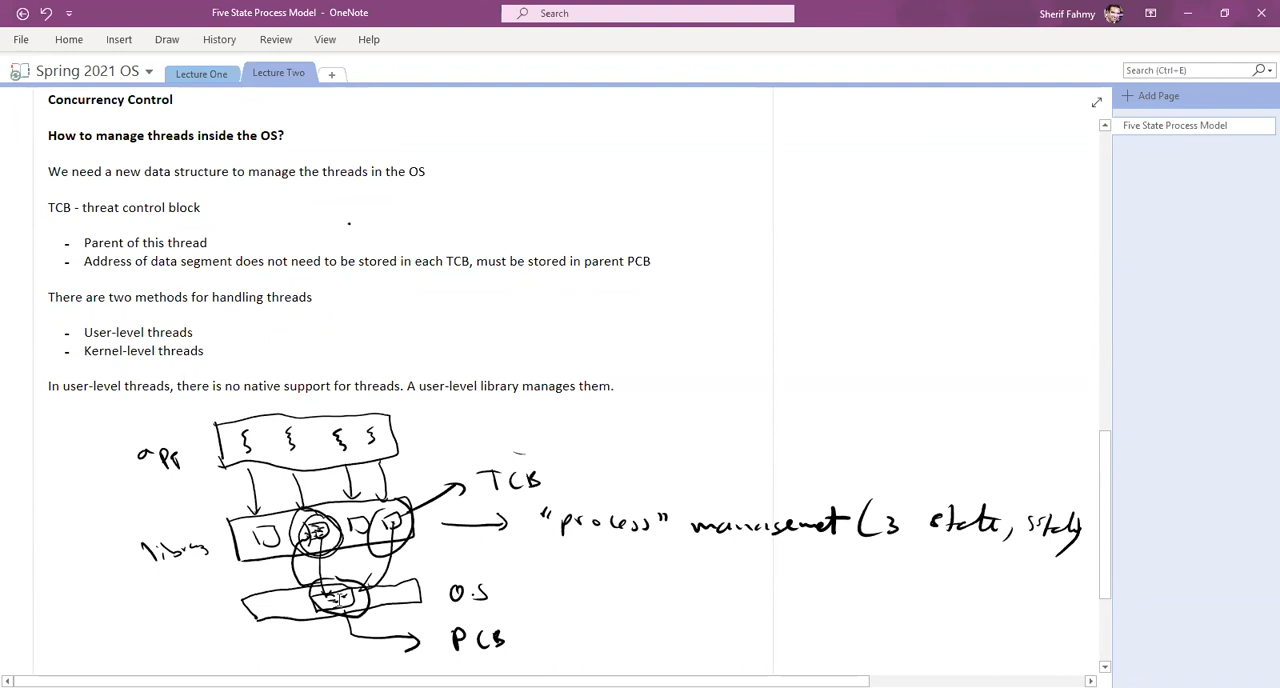 Five State Process Model - OneNote
Search
Sherif Fahmy
File Home Insert Draw History Review View Help
Spring 2021 OS Lecture One Lecture Two +
Search (Ctrl+E)
Add Page
Five State Process Model
Concurrency Control
How to manage threads inside the OS?
We need a new data structure to manage the threads in the OS
TCB - threat control block
- Parent of this thread
- Address of data segment does not need to be stored in each TCB, must be stored in parent PCB
There are two methods for handling threads
- User-level threads
- Kernel-level threads
In user-level threads, there is no native support for threads. A user-level library manages them.
app
TCB
"process" management (3 state, 5 state
library
O.S
PCB